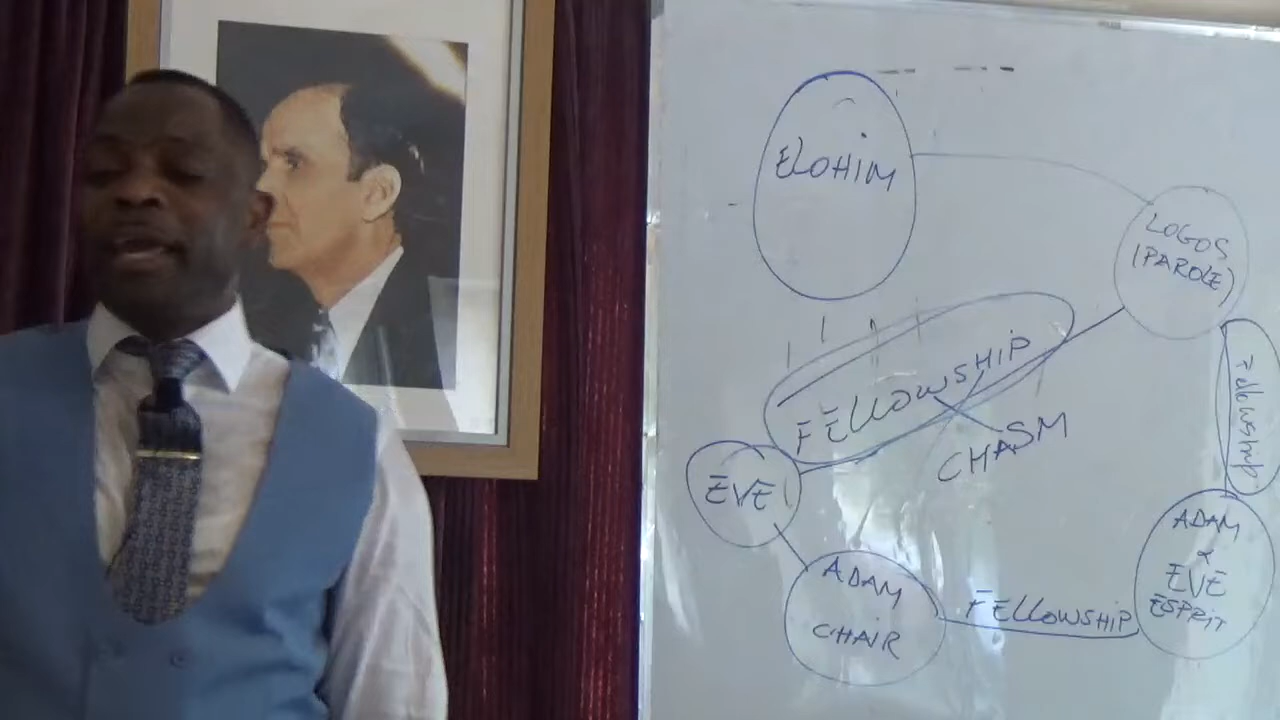 ELOHIM
LOGOS
(PAROLE)
FELLOWSHIP
CHASM
Fellowship
EVE
ADAM
&
EVE
ESPRIT
ADAM
CHAIR
FELLOWSHIP